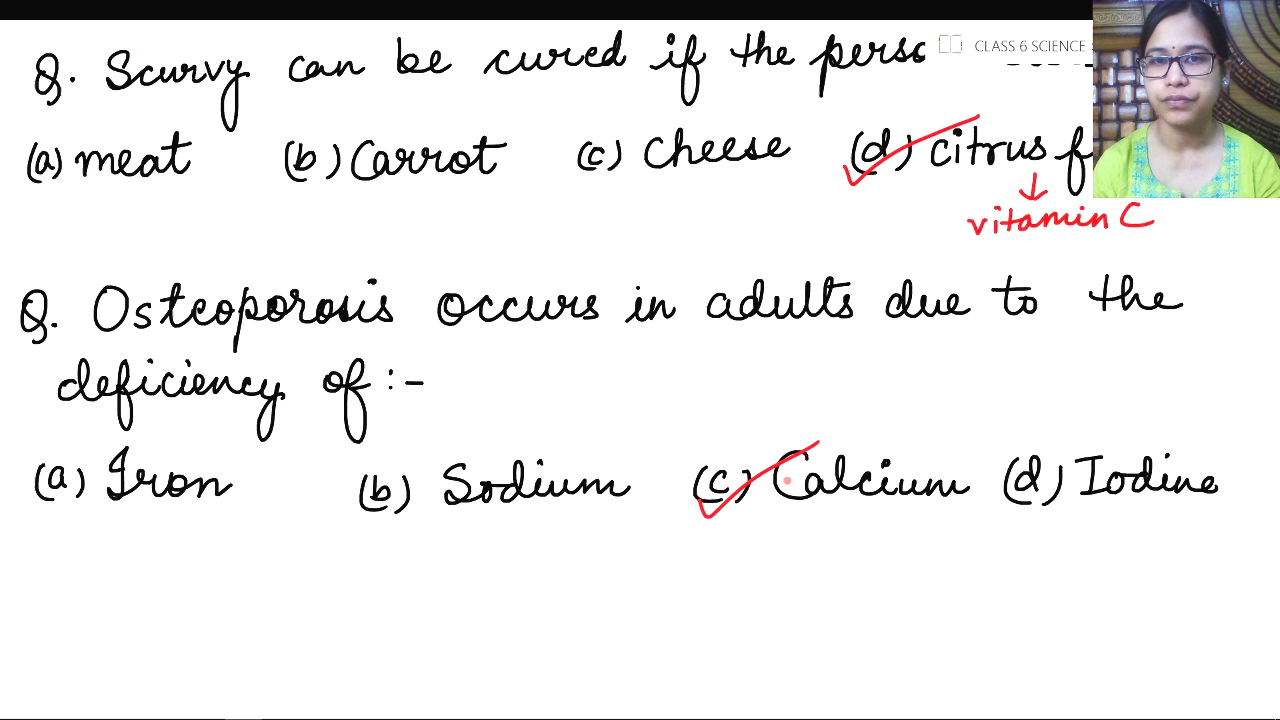 Q. Scurvy can be cured if the
CLASS 6 SCIENCE
(a) meat (b) Carrot (c) Cheese (d) citrus
vitamin C
Q. Osteoporosis occurs in adults due to the
deficiency of :-
(a) Iron (b) Sodium (c) Calcium (d) Iodine